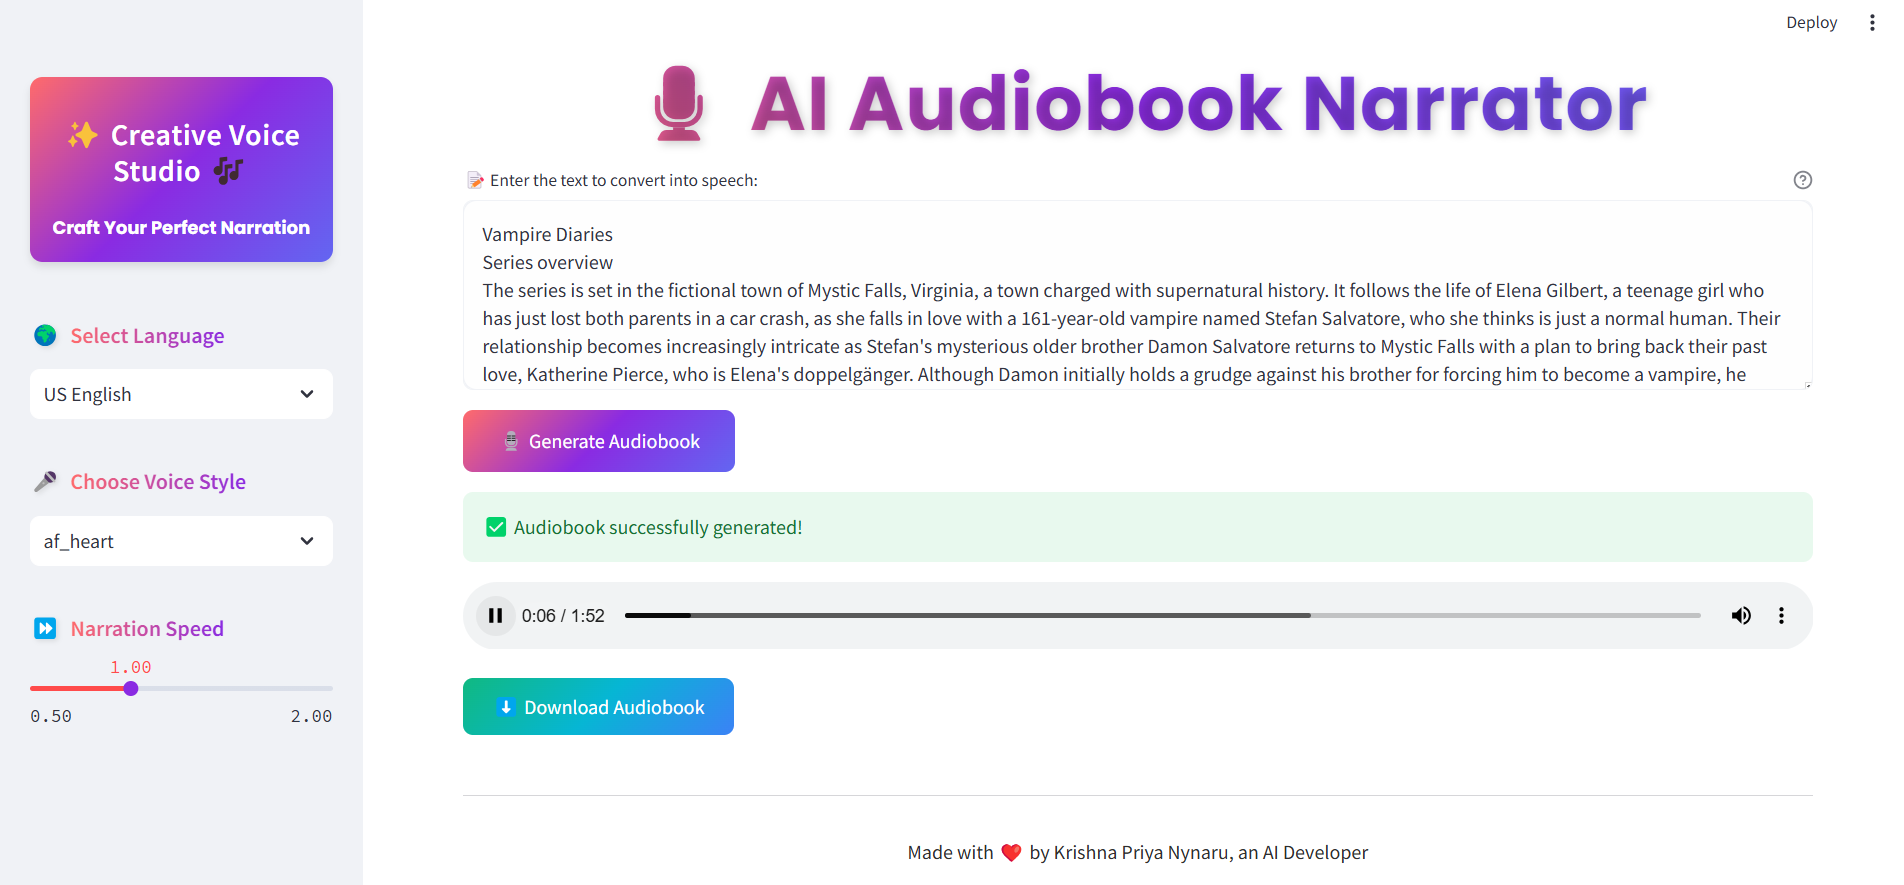 Deploy
✨ Creative Voice
Studio 🎶
Craft Your Perfect Narration
🌍 Select Language
US English
🎤 Choose Voice Style
af_heart
⏩ Narration Speed
1.00
0.50 2.00
🎙️ AI Audiobook Narrator
📝 Enter the text to convert into speech:
Vampire Diaries
Series overview
The series is set in the fictional town of Mystic Falls, Virginia, a town charged with supernatural history. It follows the life of Elena Gilbert, a teenage girl who
has just lost both parents in a car crash, as she falls in love with a 161-year-old vampire named Stefan Salvatore, who she thinks is just a normal human. Their
relationship becomes increasingly intricate as Stefan's mysterious older brother Damon Salvatore returns to Mystic Falls with a plan to bring back their past
love, Katherine Pierce, who is Elena's doppelgänger. Although Damon initially holds a grudge against his brother for forcing him to become a vampire, he
🎙️ Generate Audiobook
✅ Audiobook successfully generated!
0:06 / 1:52
⬇️ Download Audiobook
Made with ❤️ by Krishna Priya Nynaru, an AI Developer